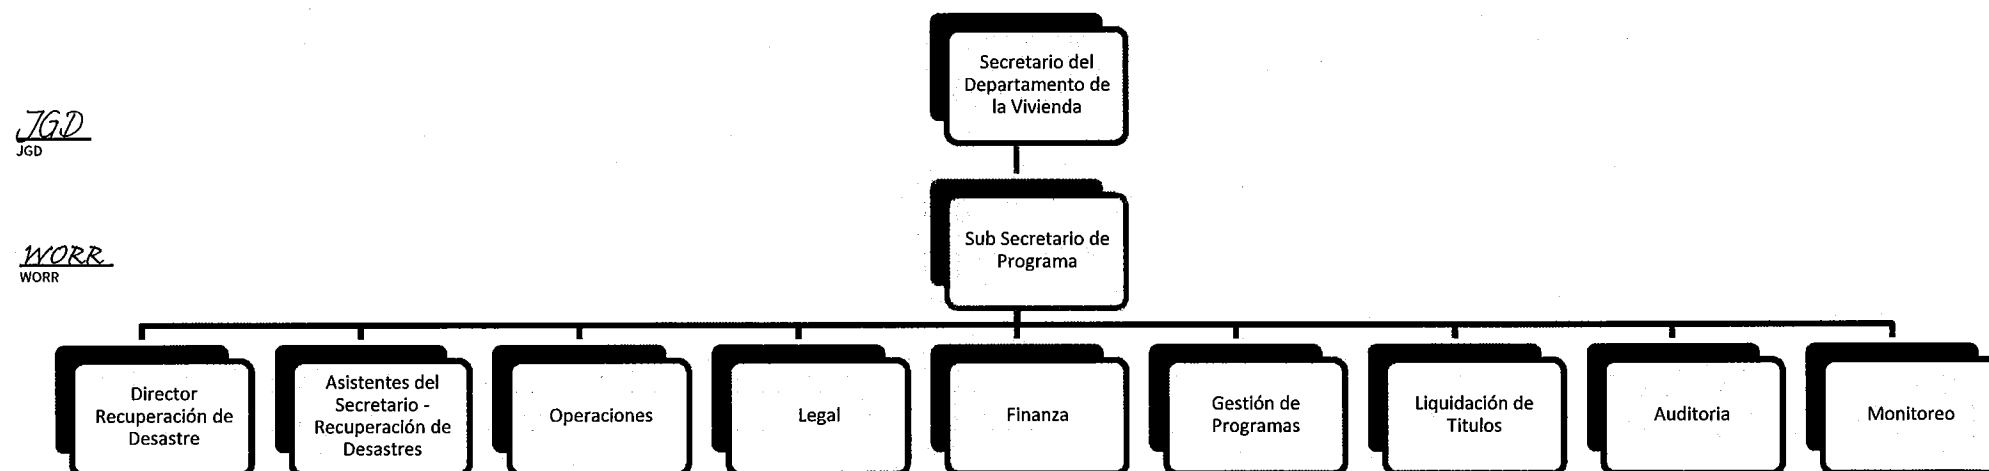 Secretario del
Departamento de
la Vivienda
JGD
JGD
Sub Secretario de
Programa
WORR
WORR
Director
Recuperación de
Desastre
Asistentes del
Secretario -
Recuperación de
Desastres
Operaciones
Legal
Finanza
Gestión de
Programas
Liquidación de
Titulos
Auditoria
Monitoreo